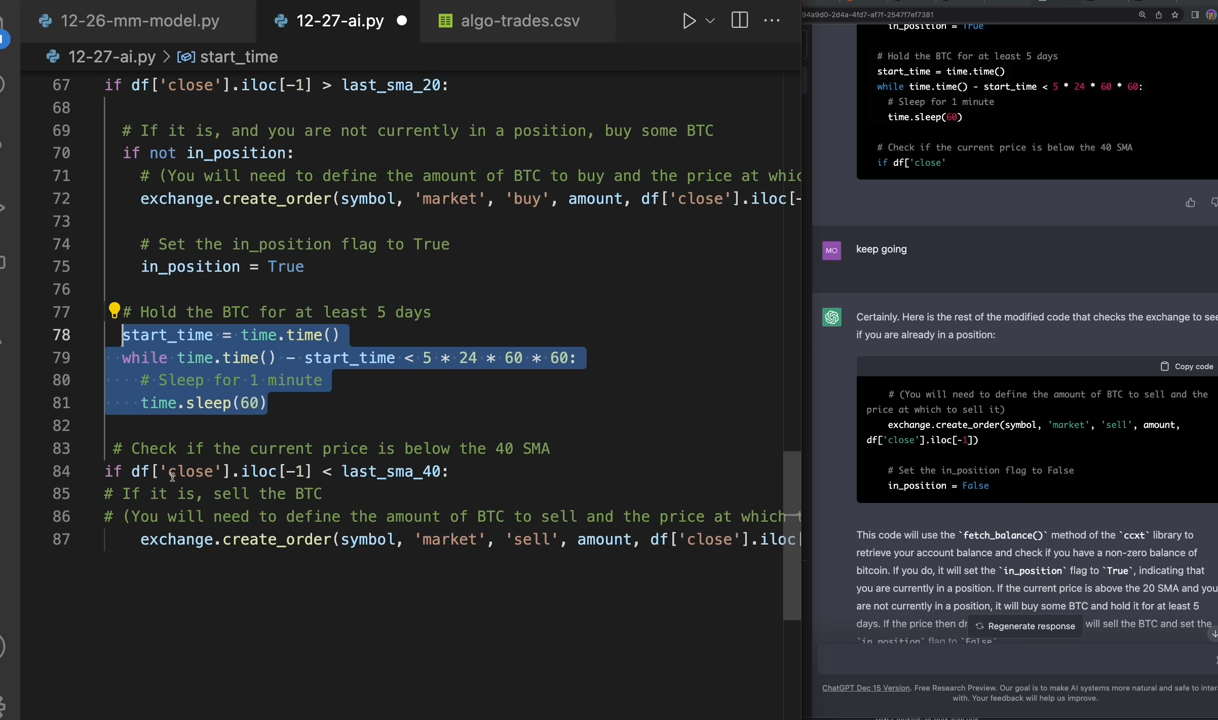 12-26-mm-model.py
12-27-ai.py
algo-trades.csv
12-27-ai.py > start_time
67 if df['close'].iloc[-1] > last_sma_20:
68
69 # If it is, and you are not currently in a position, buy some BTC
70 if not in_position:
71 # (You will need to define the amount of BTC to buy and the price at whic
72 exchange.create_order(symbol, 'market', 'buy', amount, df['close'].iloc[-
73
74 # Set the in_position flag to True
75 in_position = True
76
77 # Hold the BTC for at least 5 days
78 start_time = time.time()
79 while time.time() - start_time < 5 * 24 * 60 * 60:
80 # Sleep for 1 minute
81 time.sleep(60)
82
83 # Check if the current price is below the 40 SMA
84 if df['close'].iloc[-1] < last_sma_40:
85 # If it is, sell the BTC
86 # (You will need to define the amount of BTC to sell and the price at which t
87 exchange.create_order(symbol, 'market', 'sell', amount, df['close'].iloc[
94a9d0-2d4a-4fd7-af7f-2547f7ef7381
in_position = True
# Hold the BTC for at least 5 days
start_time = time.time()
while time.time() - start_time < 5 * 24 * 60 * 60:
# Sleep for 1 minute
time.sleep(60)
# Check if the current price is below the 40 SMA
if df['close'
MO
keep going
Certainly. Here is the rest of the modified code that checks the exchange to see
if you are already in a position:
Copy code
# (You will need to define the amount of BTC to sell and the
price at which to sell it)
exchange.create_order(symbol, 'market', 'sell', amount,
df['close'].iloc[-1])
# Set the in_position flag to False
in_position = False
This code will use the `fetch_balance()` method of the `ccxt` library to
retrieve your account balance and check if you have a non-zero balance of
bitcoin. If you do, it will set the `in_position` flag to `True`, indicating that
you are currently in a position. If the current price is above the 20 SMA and you
are not currently in a position, it will buy some BTC and hold it for at least 5
days. If the price then dr
Regenerate response
will sell the BTC and set the
`in_position` flag to `False`
ChatGPT Dec 15 Version. Free Research Preview. Our goal is to make AI systems more natural and safe to inter
with. Your feedback will help us improve.